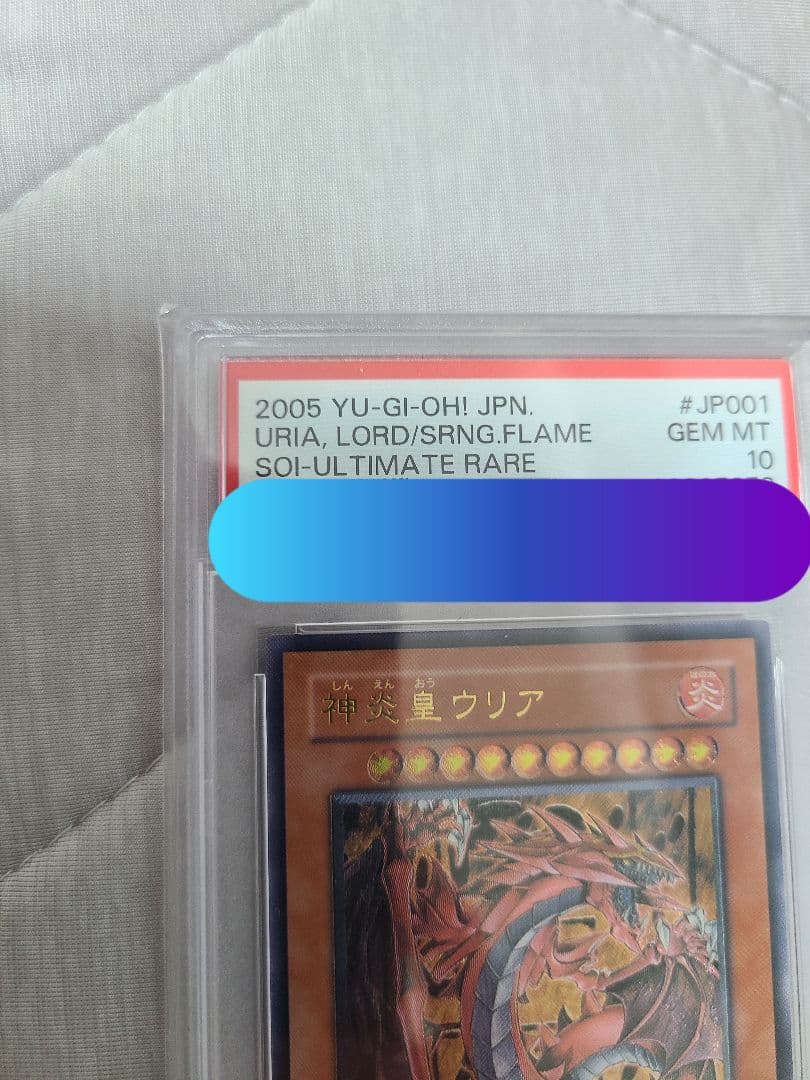 2005 YU-GI-OH! JPN. #JP001
URIA, LORD/SRNG.FLAME GEM MT
SOI-ULTIMATE RARE 10
しん えん おう
神炎皇ウリア
炎